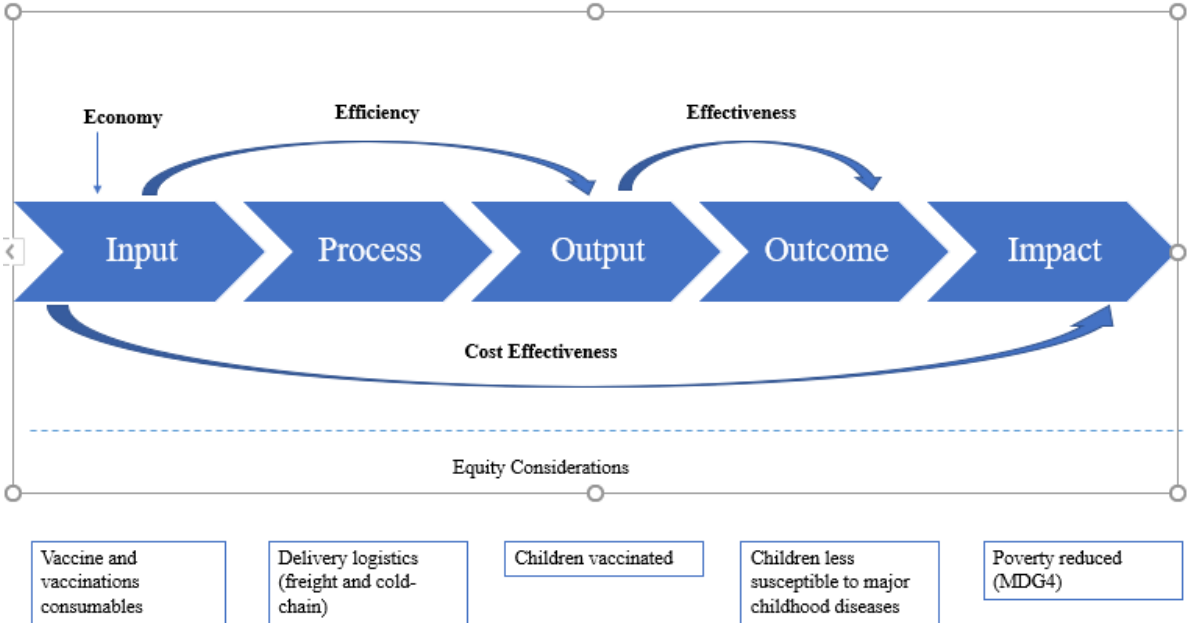 Economy
Efficiency
Effectiveness
Input
Process
Output
Outcome
Impact
Cost Effectiveness
Equity Considerations
Vaccine and
vaccinations
consumables
Delivery logistics
(freight and cold-
chain)
Children vaccinated
Children less
susceptible to major
childhood diseases
Poverty reduced
(MDG4)